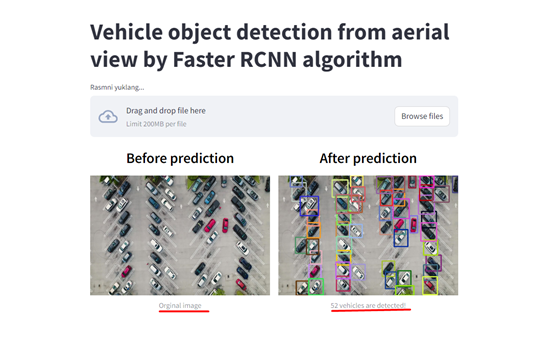 Vehicle object detection from aerial
view by Faster RCNN algorithm
Rasmni yuklang...
Drag and drop file here
Limit 200MB per file
Browse files
Before prediction
After prediction
Orginal image
52 vehicles are detected!